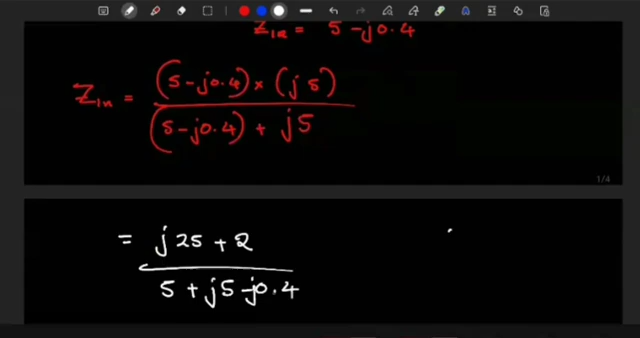 Z1a = 5 - j0.4
Zin = (5 - j0.4) × (j5)
(5 - j0.4) + j5
1/4
= j25 + 2
5 + j5 - j0.4